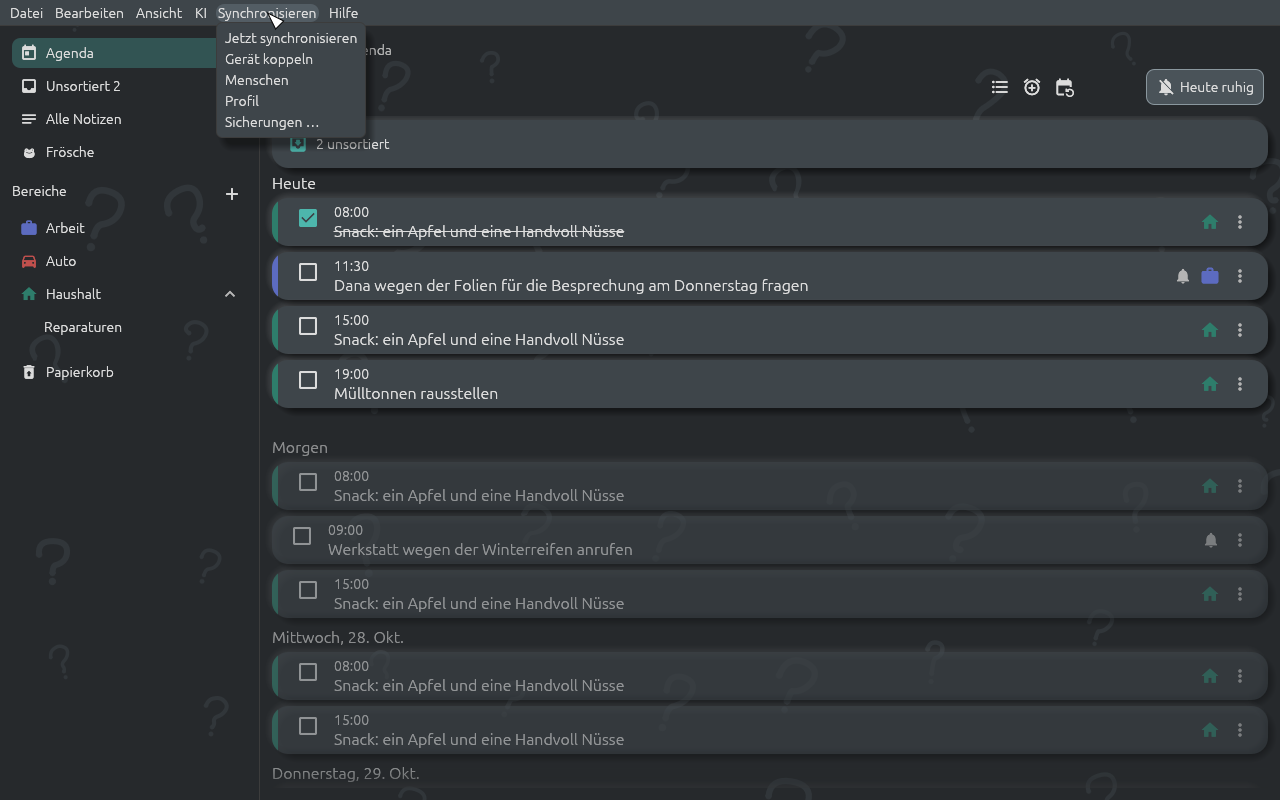 Datei Bearbeiten Ansicht KI Synchronisieren Hilfe
Jetzt synchronisieren
Gerät koppeln
Menschen
Profil
Sicherungen …
Agenda
Unsortiert 2
Alle Notizen
Frösche
Bereiche
Arbeit
Auto
Haushalt
Reparaturen
Papierkorb
enda
Heute ruhig
2 unsortiert
Heute
08:00
Snack: ein Apfel und eine Handvoll Nüsse
11:30
Dana wegen der Folien für die Besprechung am Donnerstag fragen
15:00
Snack: ein Apfel und eine Handvoll Nüsse
19:00
Mülltonnen rausstellen
Morgen
08:00
Snack: ein Apfel und eine Handvoll Nüsse
09:00
Werkstatt wegen der Winterreifen anrufen
15:00
Snack: ein Apfel und eine Handvoll Nüsse
Mittwoch, 28. Okt.
08:00
Snack: ein Apfel und eine Handvoll Nüsse
15:00
Snack: ein Apfel und eine Handvoll Nüsse
Donnerstag, 29. Okt.